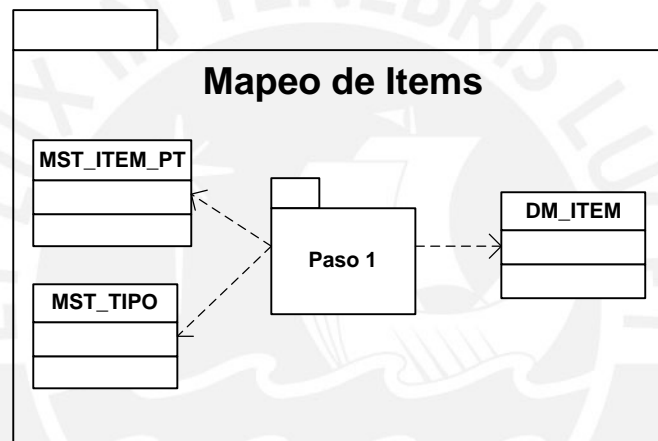 Mapeo de Items
MST_ITEM_PT
DM_ITEM
Paso 1
MST_TIPO